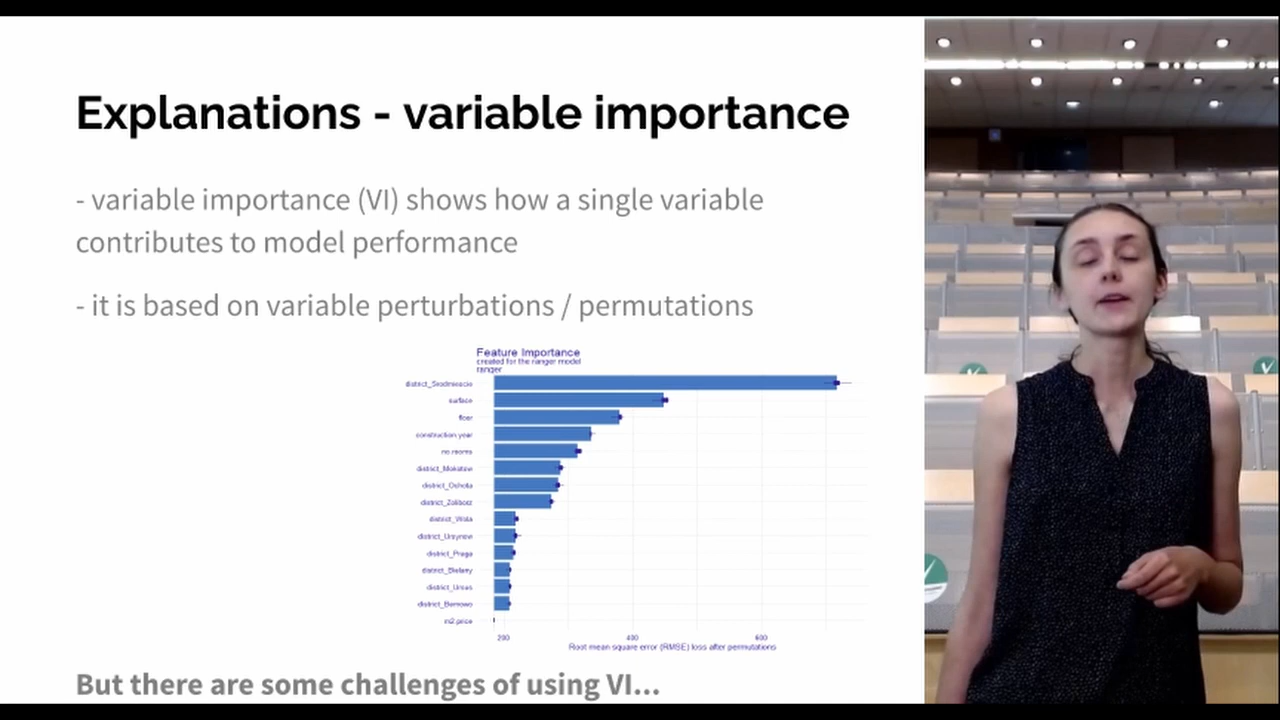 Explanations - variable importance
- variable importance (VI) shows how a single variable
contributes to model performance
- it is based on variable perturbations / permutations
Feature Importance
created for the ranger model
ranger
district_Srodmiescie
surface
floor
construction.year
no.rooms
district_Mokotow
district_Ochota
district_Zoliborz
district_Wola
district_Ursynow
district_Praga
district_Bielany
district_Ursus
district_Bemowo
m2.price
200 400 600
Root mean square error (RMSE) loss after permutations
But there are some challenges of using VI...